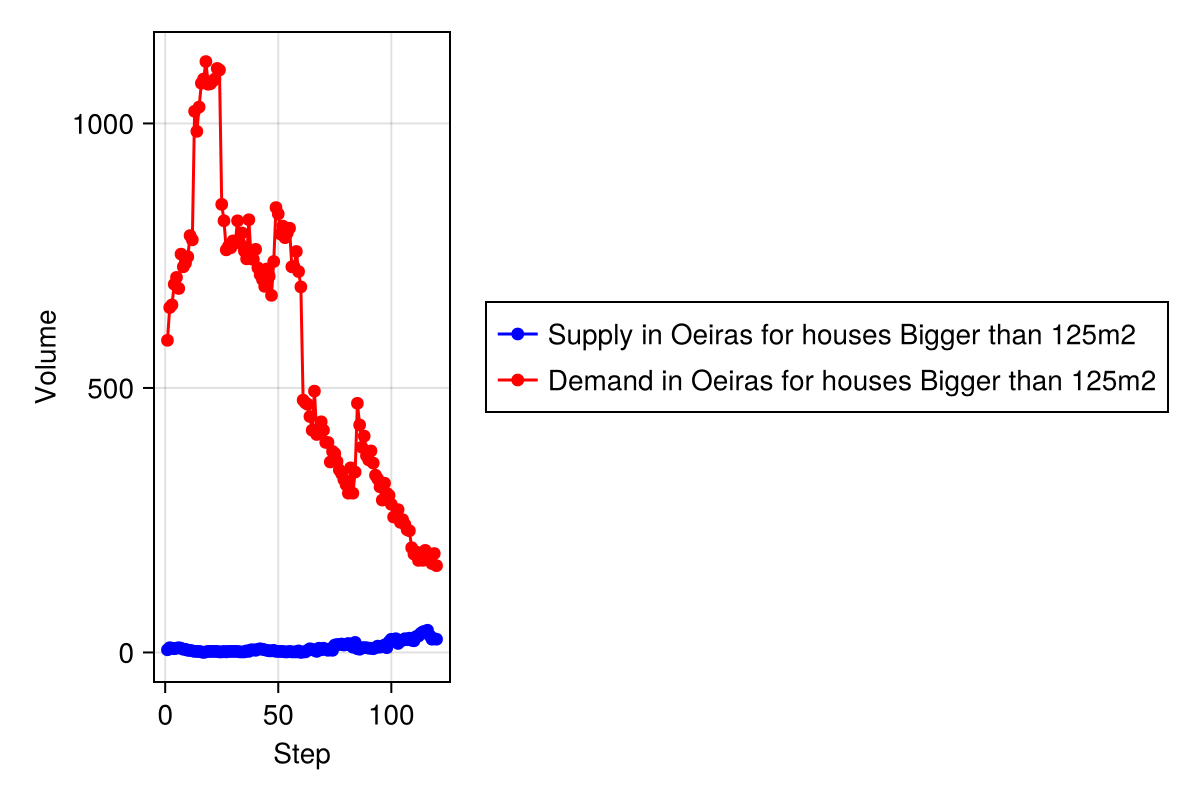 Volume
1000
500
0
0 50 100
Step
Supply in Oeiras for houses Bigger than 125m2
Demand in Oeiras for houses Bigger than 125m2